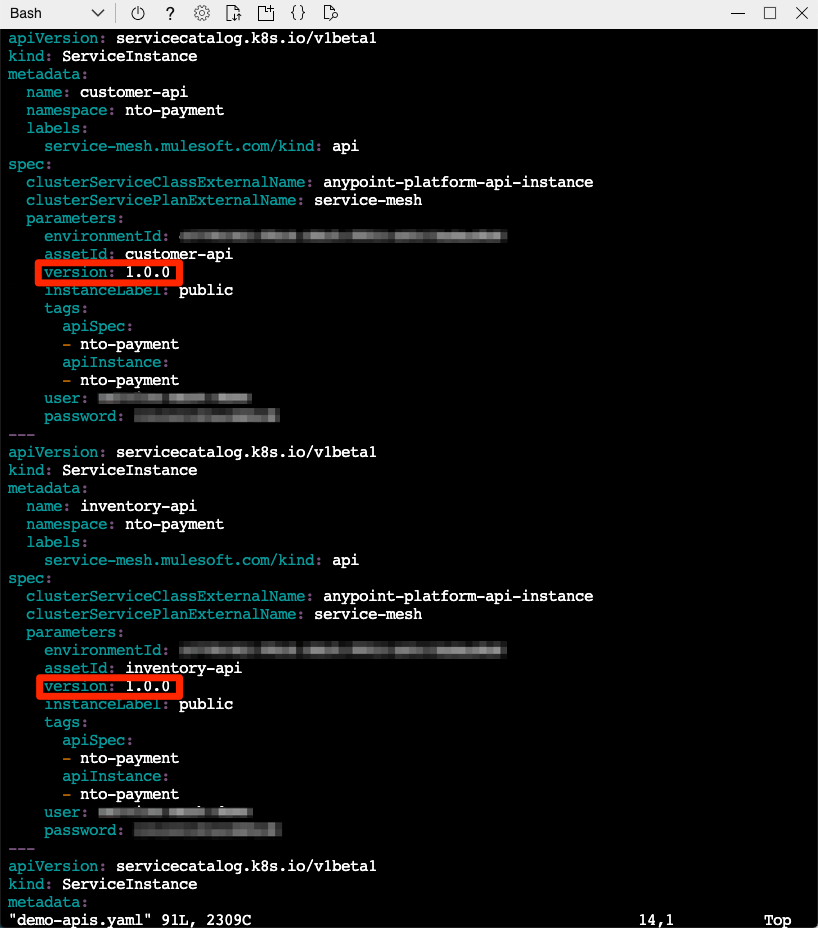 Bash
apiVersion: servicecatalog.k8s.io/v1beta1
kind: ServiceInstance
metadata:
  name: customer-api
  namespace: nto-payment
  labels:
    service-mesh.mulesoft.com/kind: api
spec:
  clusterServiceClassExternalName: anypoint-platform-api-instance
  clusterServicePlanExternalName: service-mesh
  parameters:
    environmentId:
    assetId: customer-api
    version: 1.0.0
    instanceLabel: public
    tags:
      apiSpec:
      - nto-payment
      apiInstance:
      - nto-payment
    user:
    password:
---
apiVersion: servicecatalog.k8s.io/v1beta1
kind: ServiceInstance
metadata:
  name: inventory-api
  namespace: nto-payment
  labels:
    service-mesh.mulesoft.com/kind: api
spec:
  clusterServiceClassExternalName: anypoint-platform-api-instance
  clusterServicePlanExternalName: service-mesh
  parameters:
    environmentId:
    assetId: inventory-api
    version: 1.0.0
    instanceLabel: public
    tags:
      apiSpec:
      - nto-payment
      apiInstance:
      - nto-payment
    user:
    password:
---
apiVersion: servicecatalog.k8s.io/v1beta1
kind: ServiceInstance
metadata:
"demo-apis.yaml" 91L, 2309C 14,1 Top